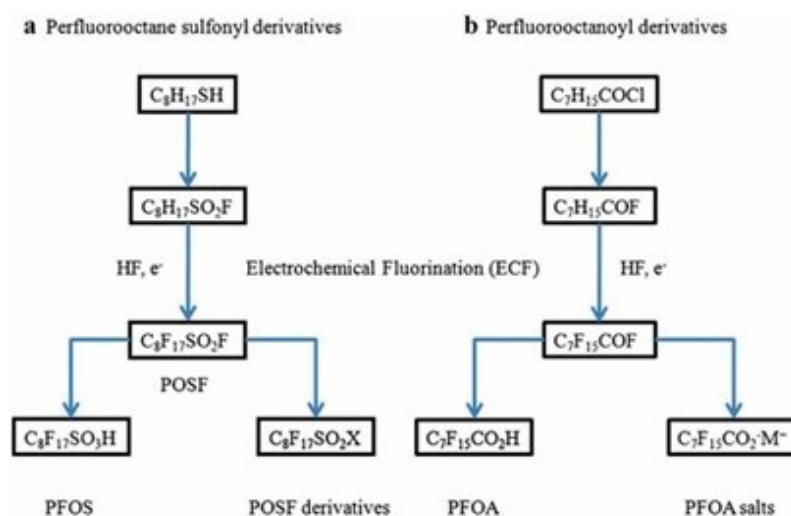 a Perfluorooctane sulfonyl derivatives
b Perfluorooctanoyl derivatives
C₈H₁₇SH
C₇H₁₅COCl
C₈H₁₇SO₂F
C₇H₁₅COF
HF, e⁻
Electrochemical Fluorination (ECF)
HF, e⁻
C₈F₁₇SO₂F
C₇F₁₅COF
POSF
C₈F₁₇SO₃H
C₈F₁₇SO₂X
C₇F₁₅CO₂H
C₇F₁₅CO₂⁻M⁺
PFOS
POSF derivatives
PFOA
PFOA salts